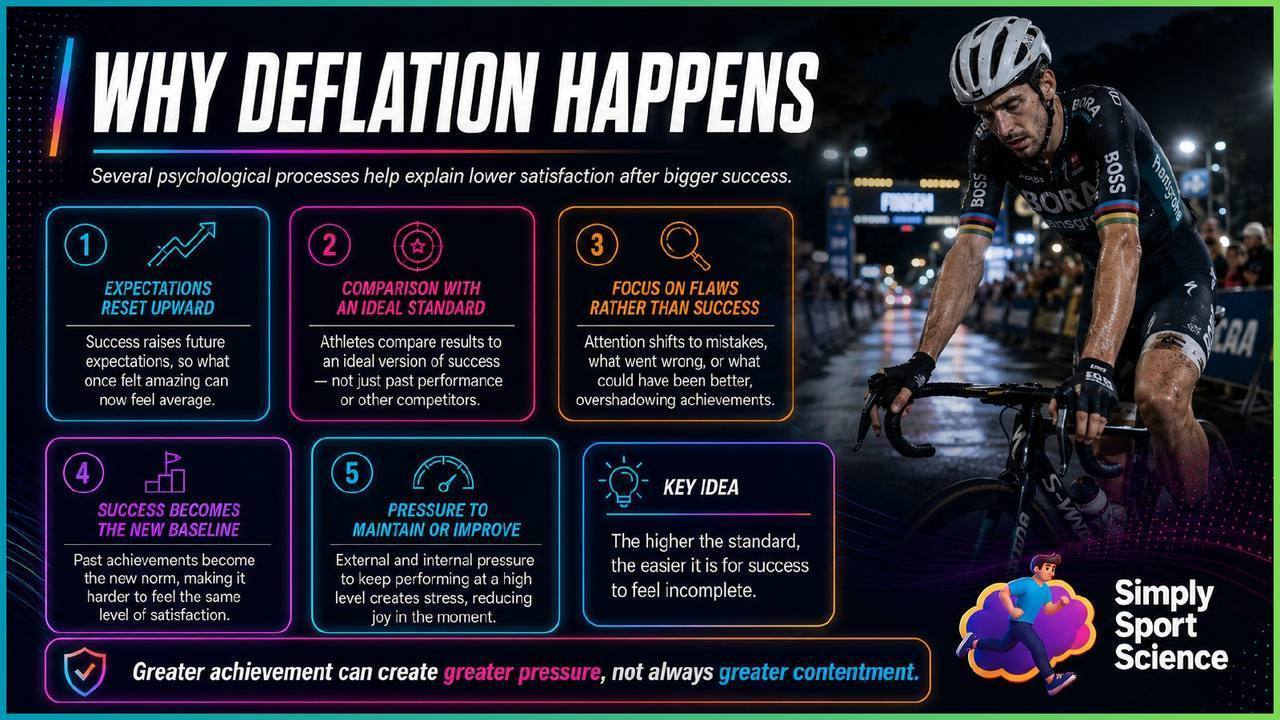 WHY DEFLATION HAPPENS
Several psychological processes help explain lower satisfaction after bigger success.
1
EXPECTATIONS
RESET UPWARD
Success raises future
expectations, so what
once felt amazing can
now feel average.
2
COMPARISON WITH
AN IDEAL STANDARD
Athletes compare results to
an ideal version of success
— not just past performance
or other competitors.
3
FOCUS ON FLAWS
RATHER THAN SUCCESS
Attention shifts to mistakes,
what went wrong, or what
could have been better,
overshadowing achievements.
4
SUCCESS BECOMES
THE NEW BASELINE
Past achievements become
the new norm, making it
harder to feel the same
level of satisfaction.
5
PRESSURE TO
MAINTAIN OR IMPROVE
External and internal pressure
to keep performing at a high
level creates stress, reducing
joy in the moment.
KEY IDEA
The higher the standard,
the easier it is for success
to feel incomplete.
Greater achievement can create greater pressure, not always greater contentment.
FINISH
BORA
BOSS
BOSS
BORA
hansgrohe
Simply
Sport
Science